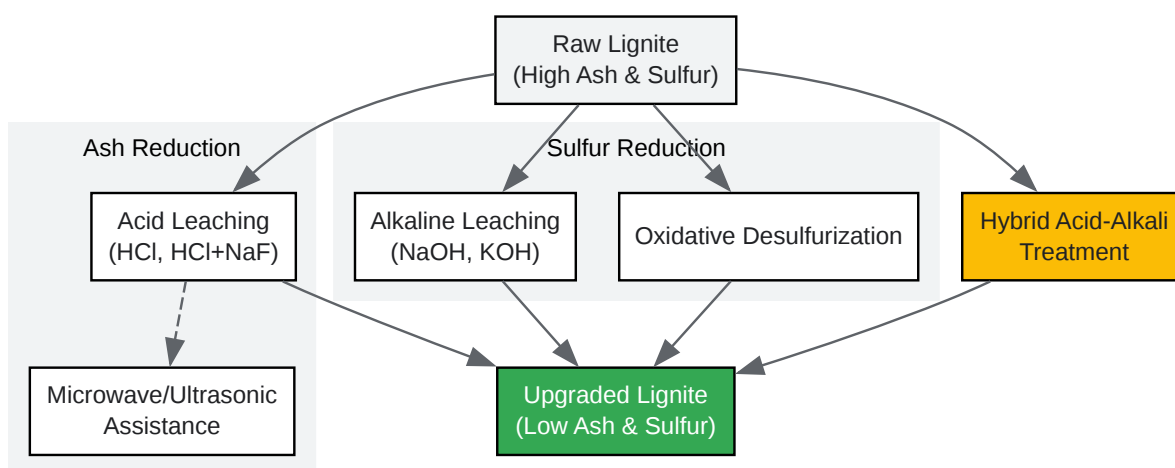 Raw Lignite
(High Ash & Sulfur)
Ash Reduction
Sulfur Reduction
Acid Leaching
(HCl, HCl+NaF)
Alkaline Leaching
(NaOH, KOH)
Oxidative Desulfurization
Hybrid Acid-Alkali
Treatment
Microwave/Ultrasonic
Assistance
Upgraded Lignite
(Low Ash & Sulfur)